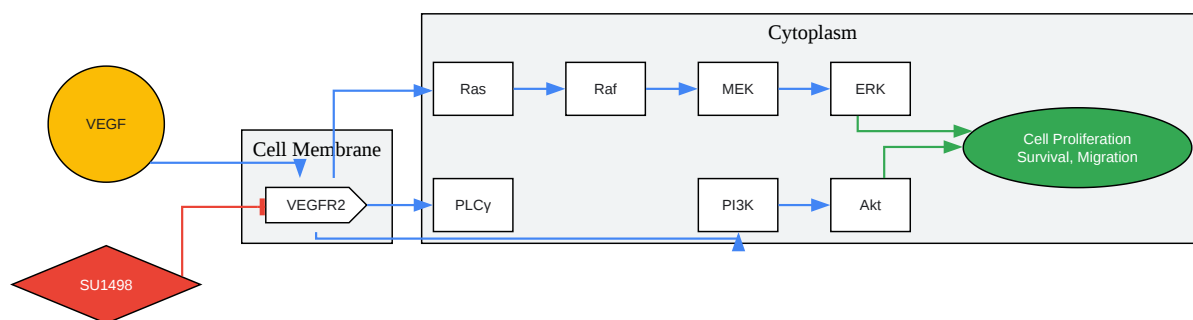 Cytoplasm
Ras
Raf
MEK
ERK
VEGF
Cell Proliferation
Survival, Migration
Cell Membrane
VEGFR2
PLCγ
PI3K
Akt
SU1498